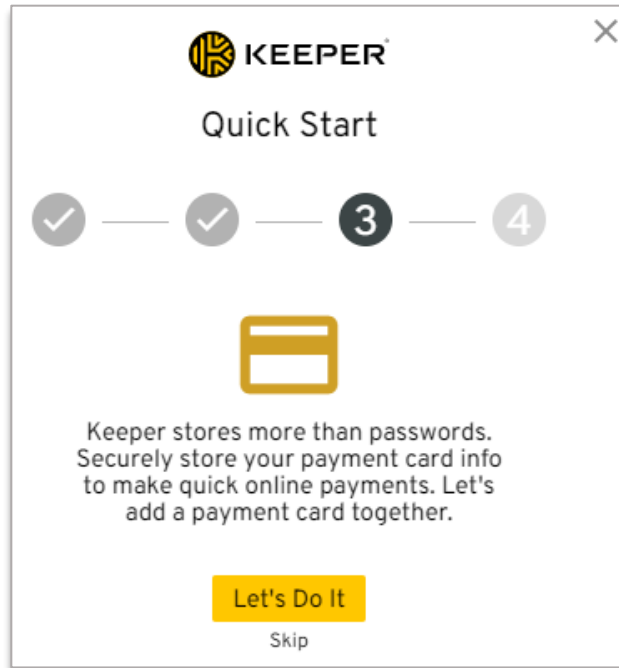 KEEPER
Quick Start
3
4
Keeper stores more than passwords.
Securely store your payment card info
to make quick online payments. Let's
add a payment card together.
Let's Do It
Skip